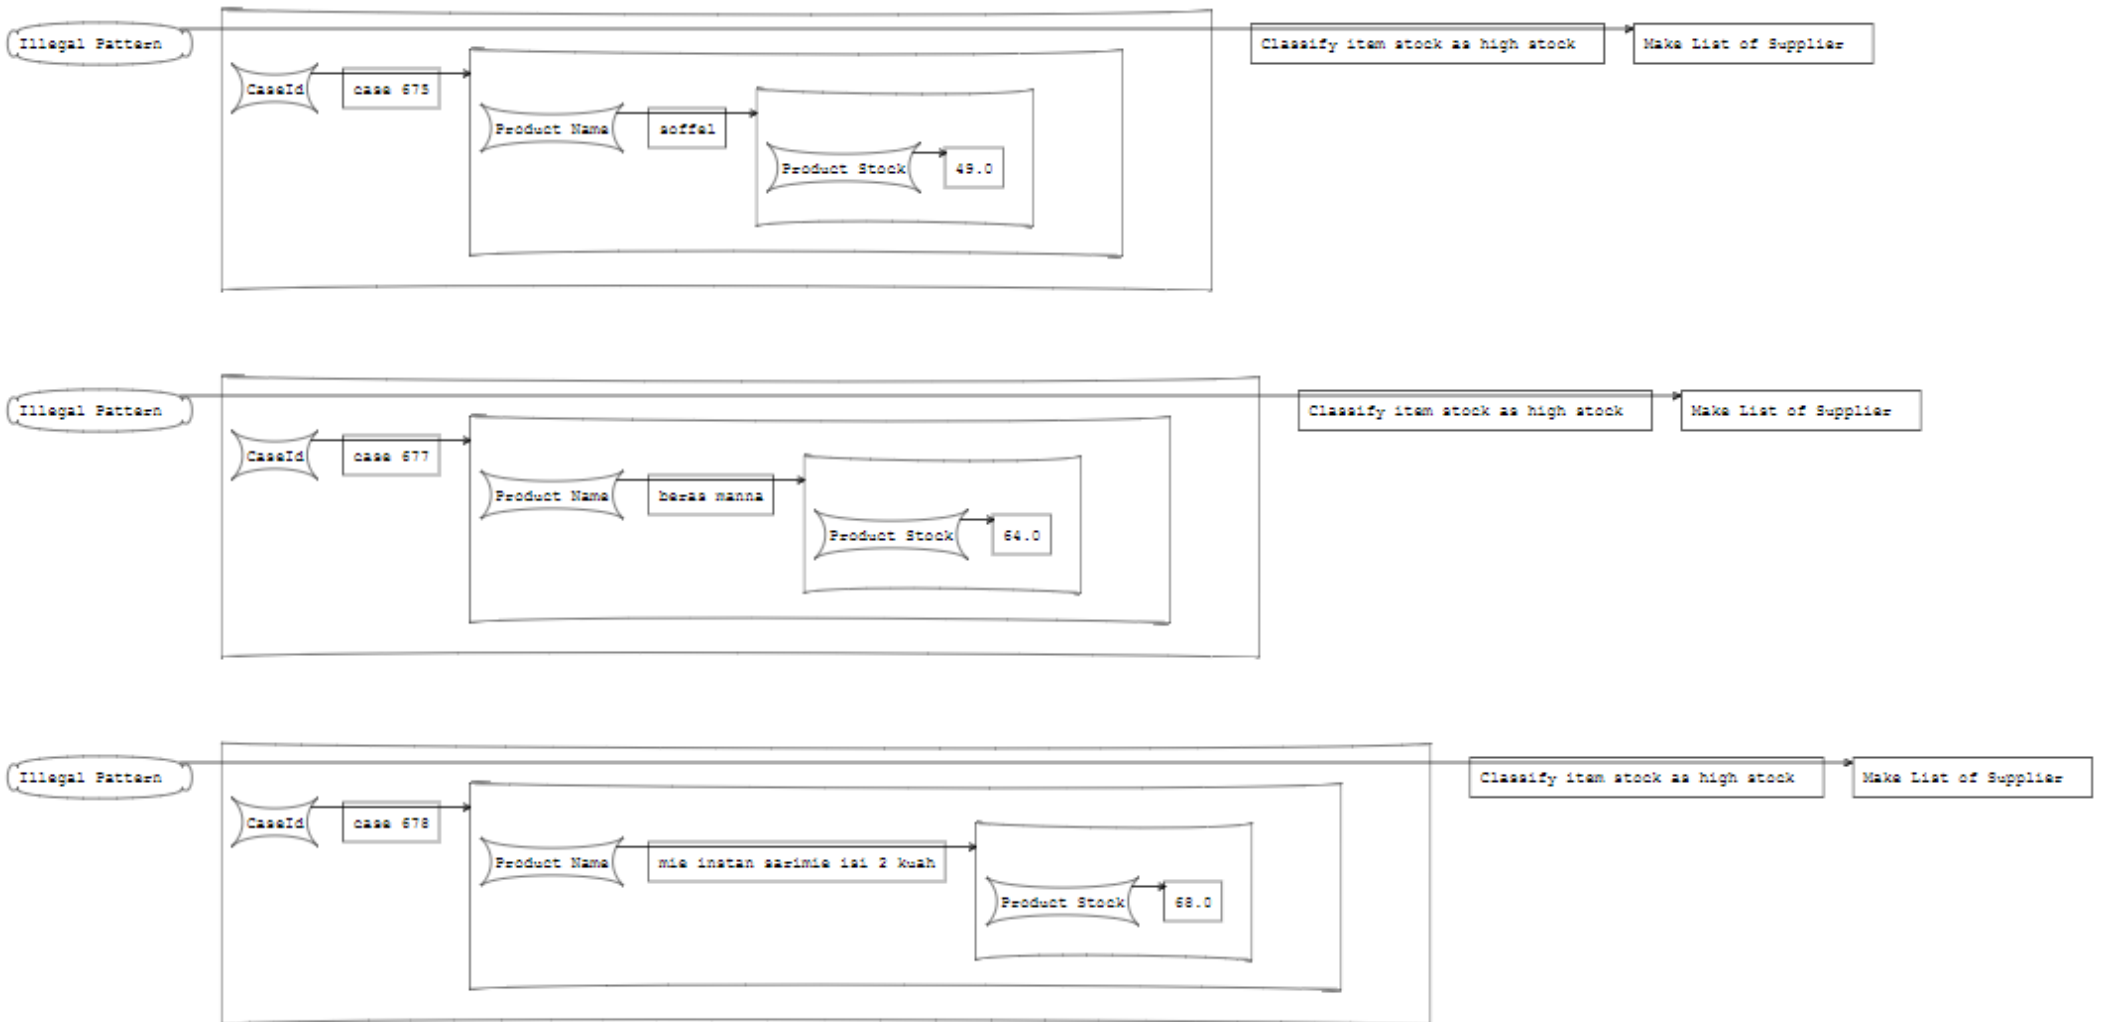 Illegal Pattern
Classify item stock as high stock
Make List of Supplier
CaseId
case 675
Product Name
soffel
Product Stock
49.0
Illegal Pattern
Classify item stock as high stock
Make List of Supplier
CaseId
case 677
Product Name
beras manna
Product Stock
64.0
Illegal Pattern
Classify item stock as high stock
Make List of Supplier
CaseId
case 678
Product Name
mie instan sarimie isi 2 kuah
Product Stock
68.0